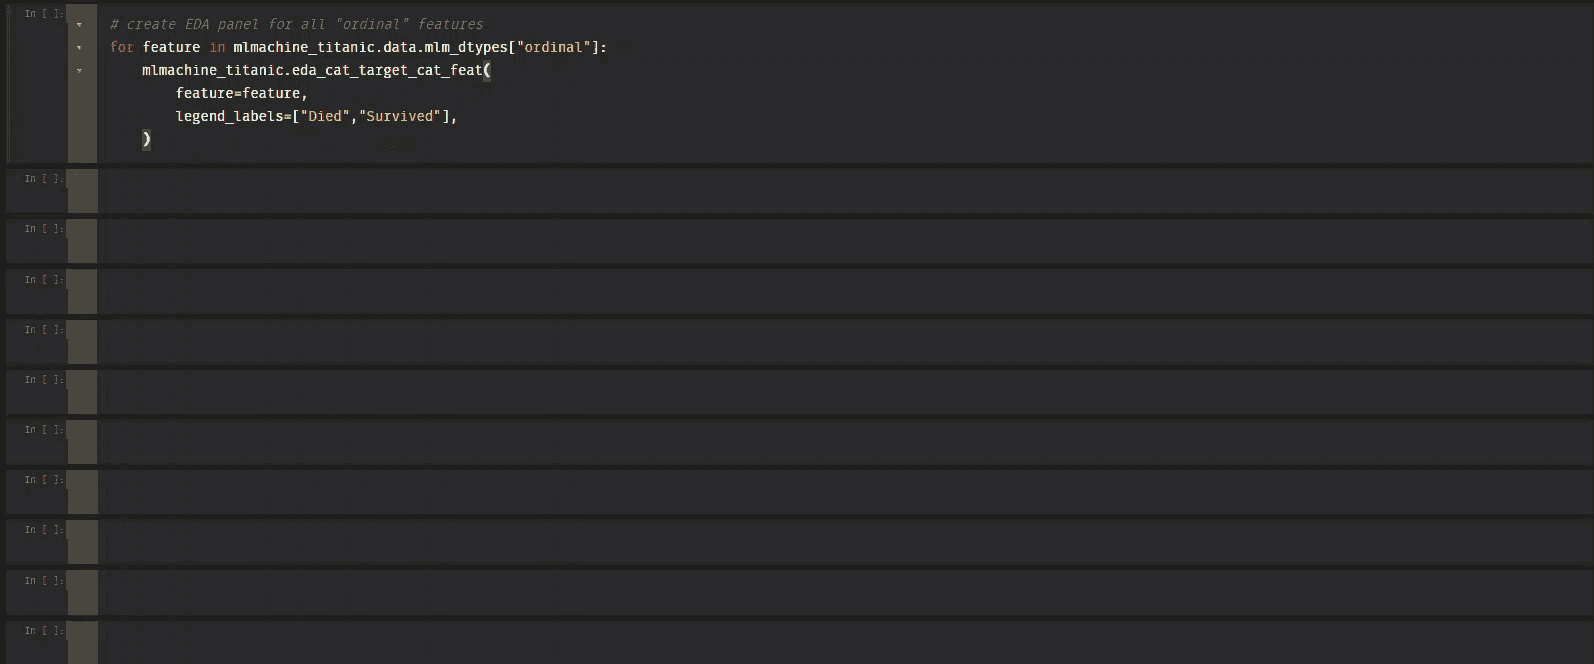 In [ ]:
# create EDA panel for all "ordinal" features
for feature in mlmachine_titanic.data.mlm_dtypes["ordinal"]:
    mlmachine_titanic.eda_cat_target_cat_feat(
        feature=feature,
        legend_labels=["Died","Survived"],
    )
In [ ]:
In [ ]:
In [ ]:
In [ ]:
In [ ]:
In [ ]:
In [ ]:
In [ ]:
In [ ]:
In [ ]: